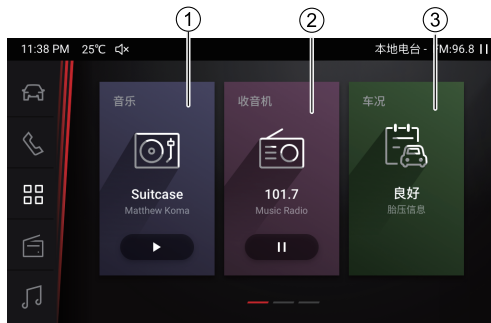 1
2
3
11:38 PM 25℃ 本地电台 - FM:96.8
音乐
收音机
车况
Suitcase
Matthew Koma
101.7
Music Radio
良好
胎压信息